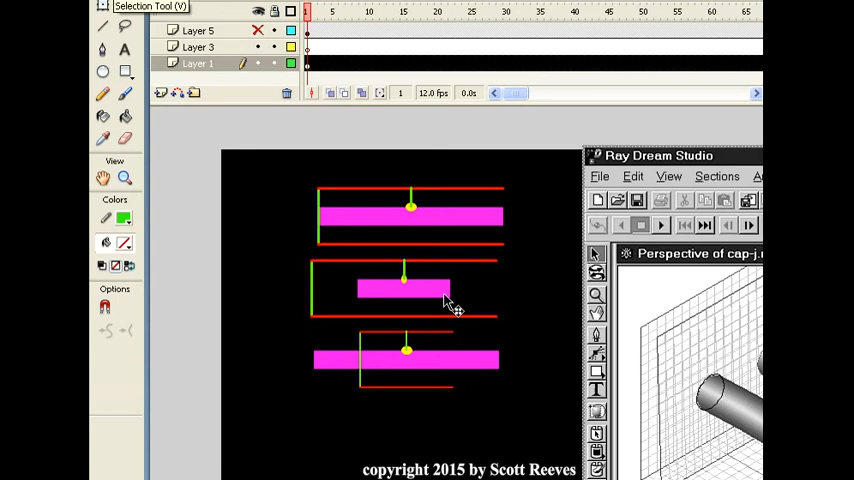 Selection Tool (V)
5 10 15 20 25 30 35 40 45 50 55 60 65
Layer 5
Layer 3
Layer 1
1 12.0 fps 0.0s
View
Colors
Options
Ray Dream Studio
File Edit View Sections
Perspective of cap-j.
copyright 2015 by Scott Reeves